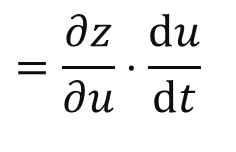 = ∂z/∂u · du/dt